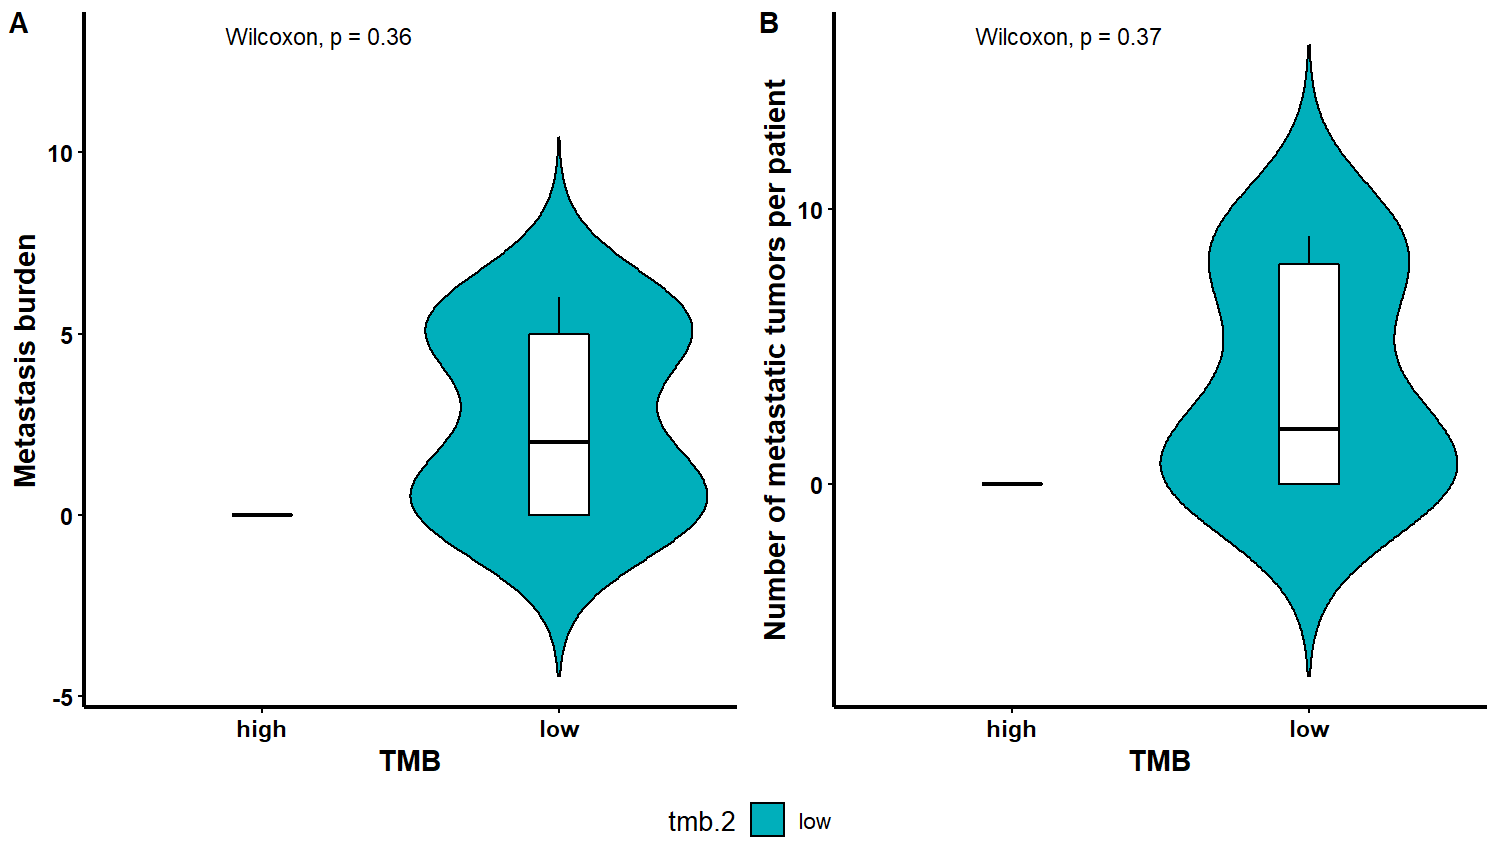 A
Wilcoxon, p = 0.36
Metastasis burden
10
5
0
-5
high
low
TMB
B
Wilcoxon, p = 0.37
Number of metastatic tumors per patient
10
0
high
low
TMB
tmb.2
low